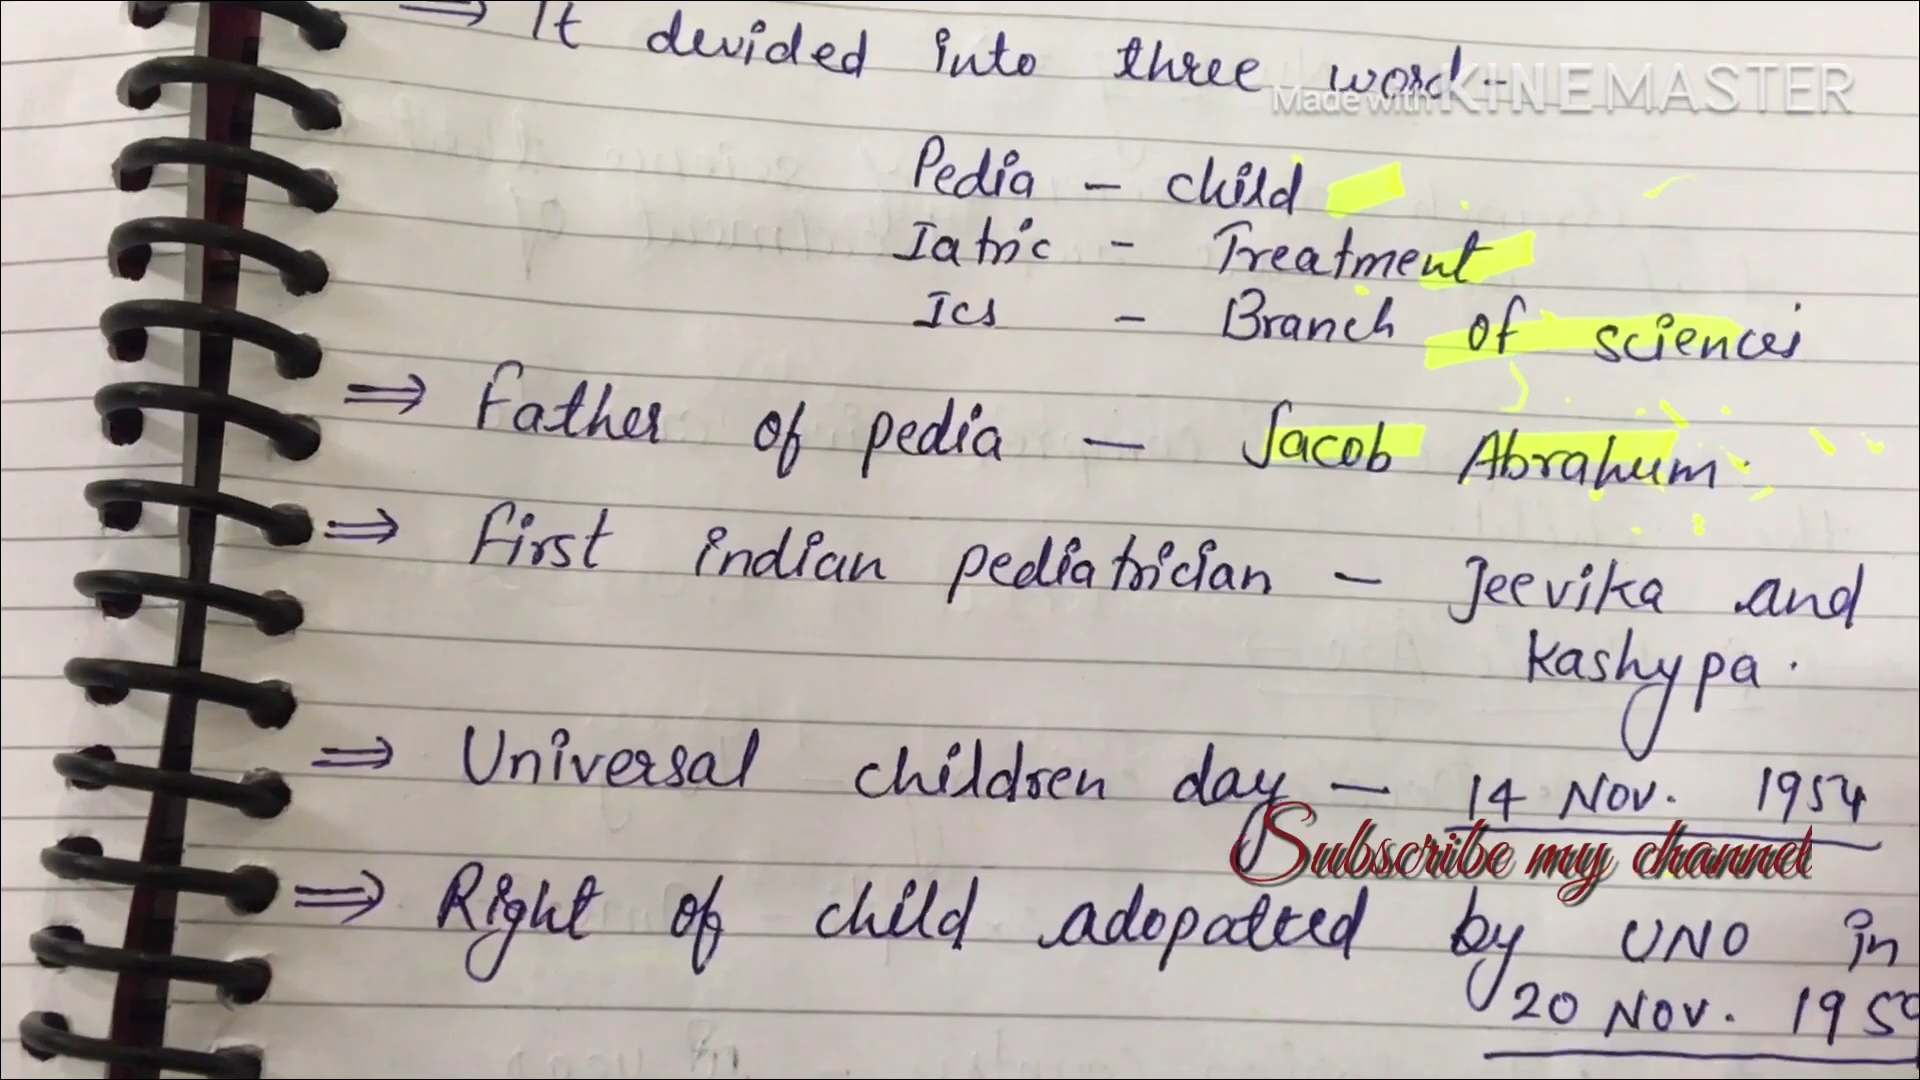 ⇒ It devided into three word-
Made with KINEMASTER
Pedia - child
Iatric - Treatment
Ics - Branch of sciences
⇒ Father of pedia - Jacob Abrahum.
⇒ First indian pediatrician - Jeevika and
Kashypa.
⇒ Universal children day - 14 Nov. 1954
Subscribe my channel
⇒ Right of child adopatted by UNO in
20 Nov. 1959